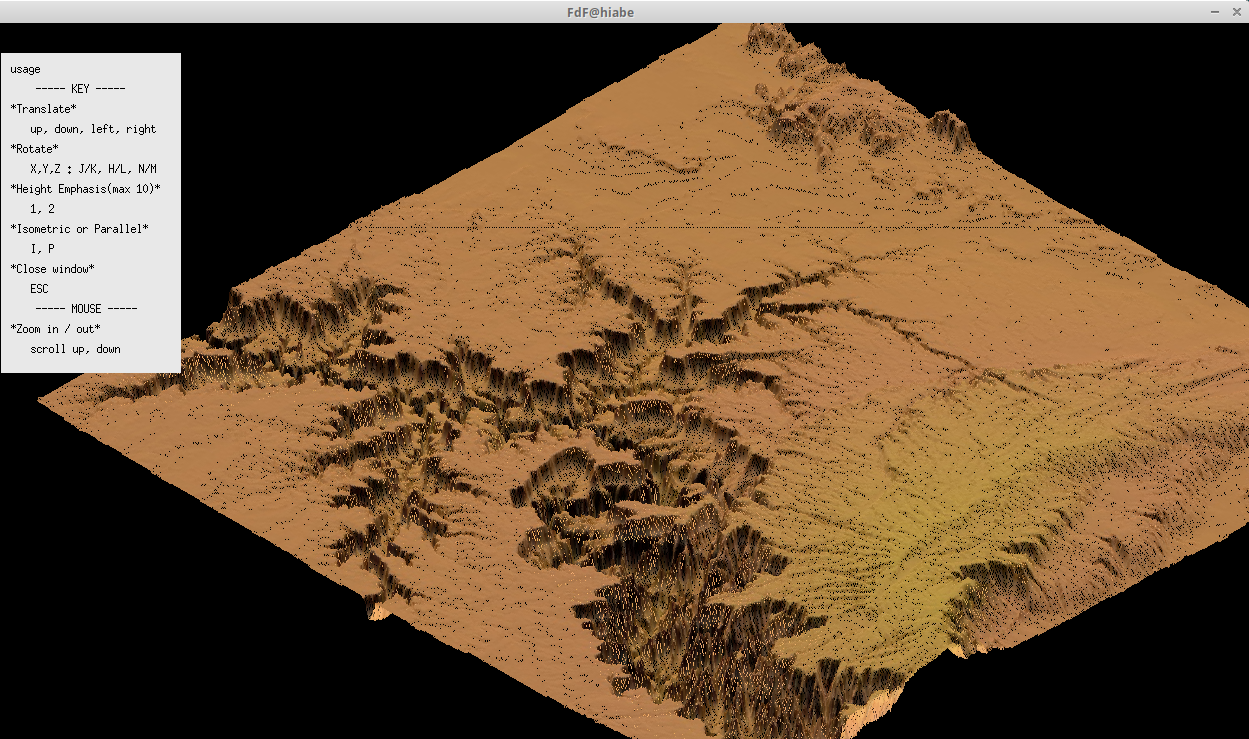 FdF@hiabe
usage
----- KEY -----
*Translate*
up, down, left, right
*Rotate*
X,Y,Z : J/K, H/L, N/M
*Height Emphasis(max 10)*
1, 2
*Isometric or Parallel*
I, P
*Close window*
ESC
----- MOUSE -----
*Zoom in / out*
scroll up, down